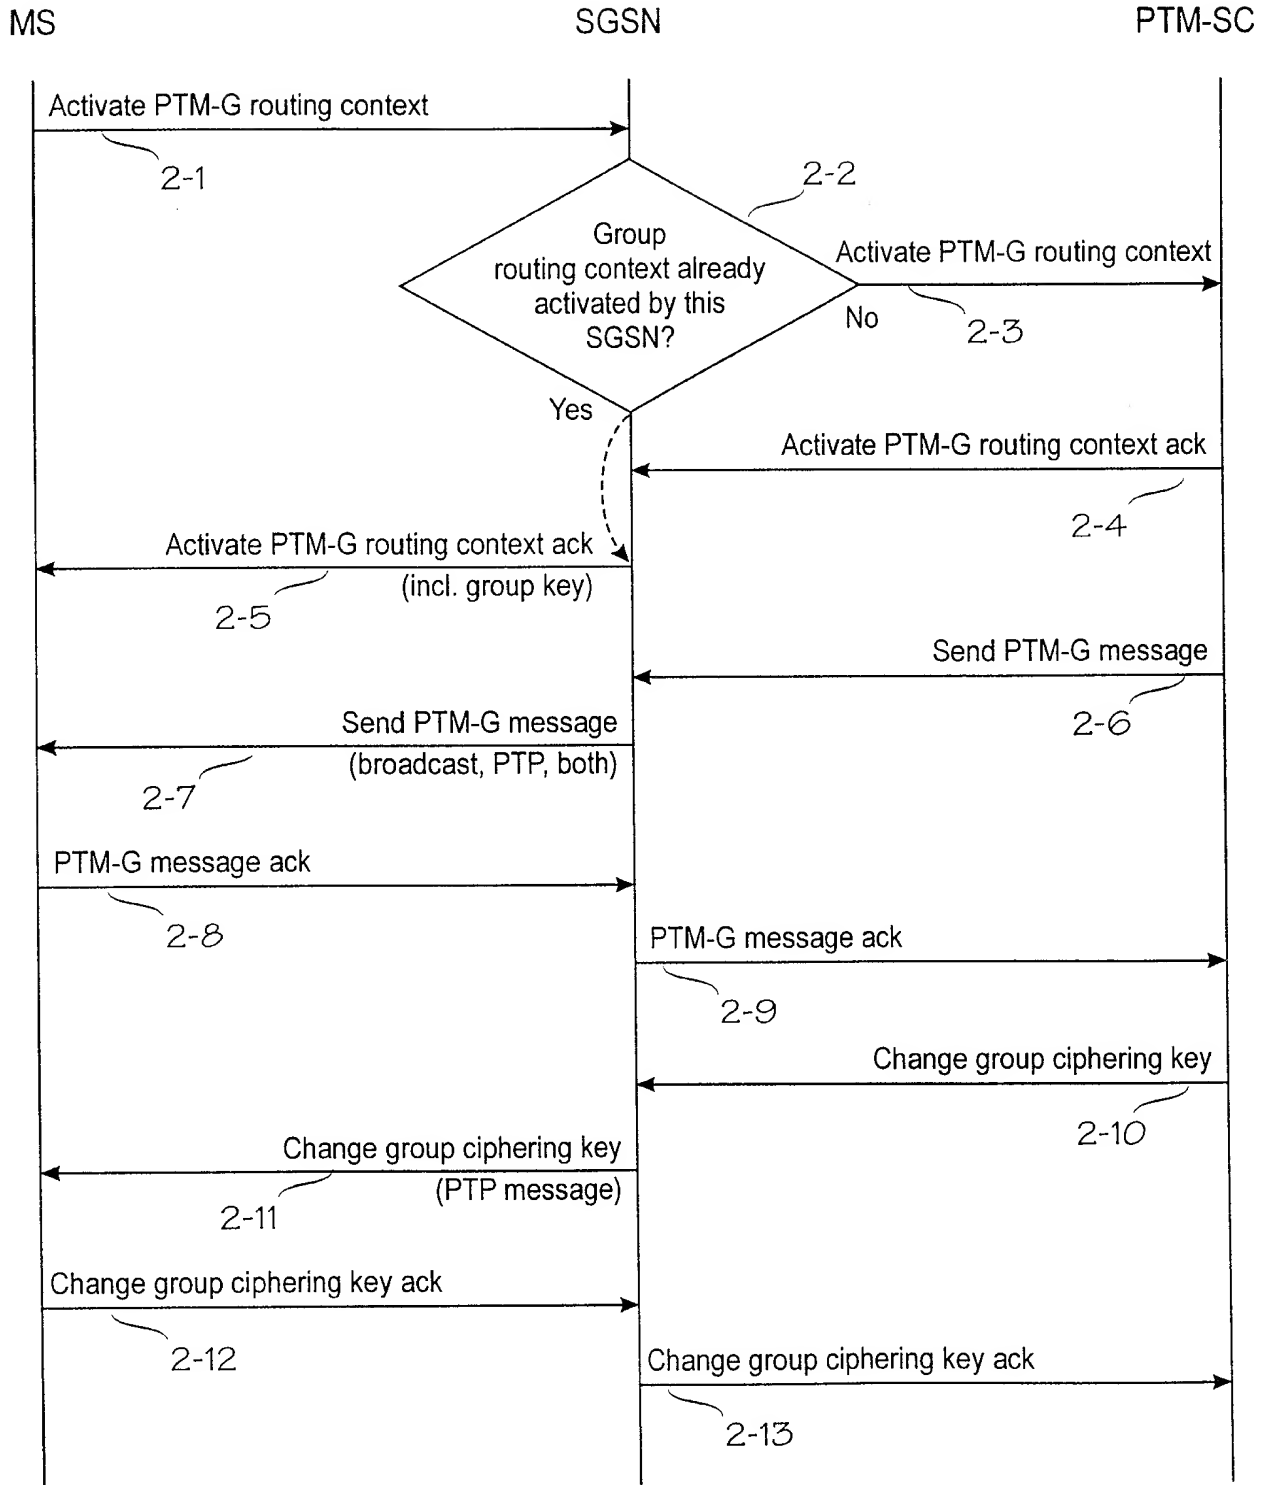 MS
SGSN
PTM-SC
Activate PTM-G routing context
2-1
2-2
Group
routing context already
activated by this
SGSN?
Activate PTM-G routing context
No
2-3
Yes
Activate PTM-G routing context ack
2-4
Activate PTM-G routing context ack
(incl. group key)
2-5
Send PTM-G message
2-6
Send PTM-G message
(broadcast, PTP, both)
2-7
PTM-G message ack
2-8
PTM-G message ack
2-9
Change group ciphering key
2-10
Change group ciphering key
(PTP message)
2-11
Change group ciphering key ack
2-12
Change group ciphering key ack
2-13